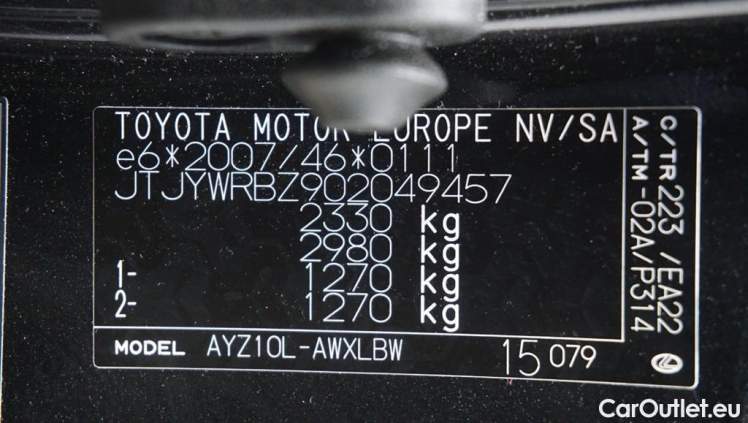 TOYOTA MOTOR EUROPE NV/SA
e6*2007/46*0111
JTJYWRBZ902049457
2330 kg
2980 kg
1- 1270 kg
2- 1270 kg
MODEL AYZ10L-AWXLBW 15 079
C/TR 223 /EA22
A/TM-02A/P314
CarOutlet.eu